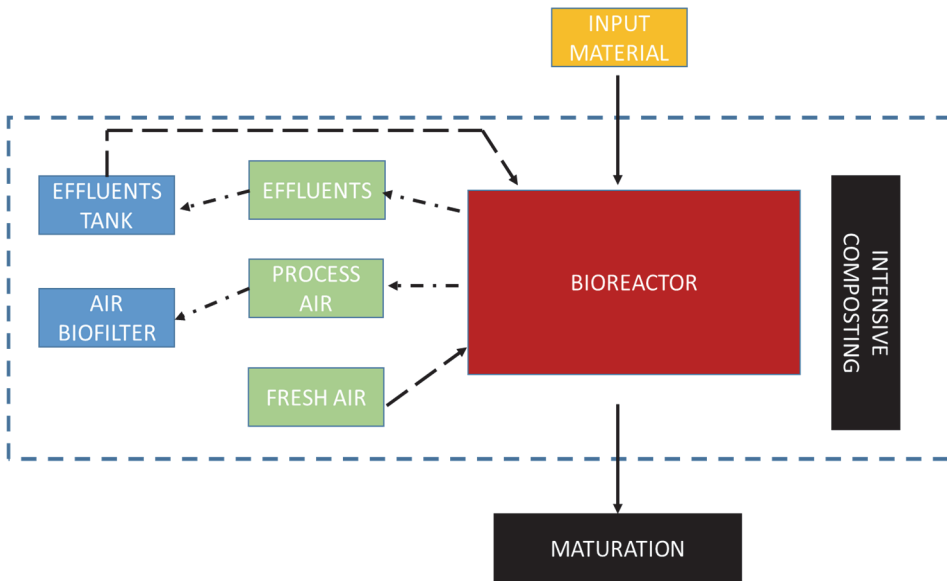 INPUT
MATERIAL
EFFLUENTS
TANK
EFFLUENTS
PROCESS
AIR
AIR
BIOFILTER
FRESH AIR
BIOREACTOR
INTENSIVE
COMPOSTING
MATURATION